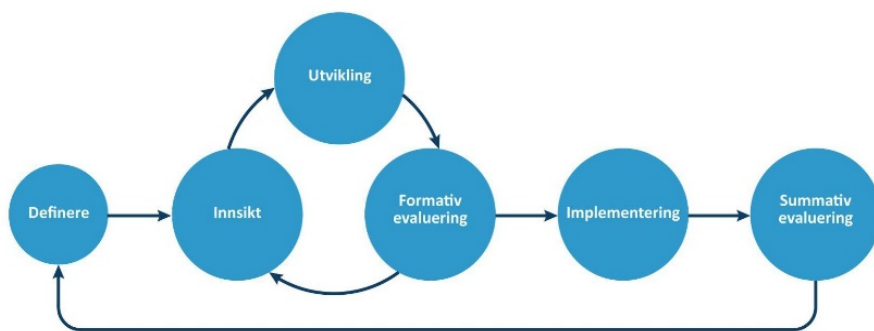 Utvikling
Definere
Innsikt
Formativ
evaluering
Implementering
Summativ
evaluering